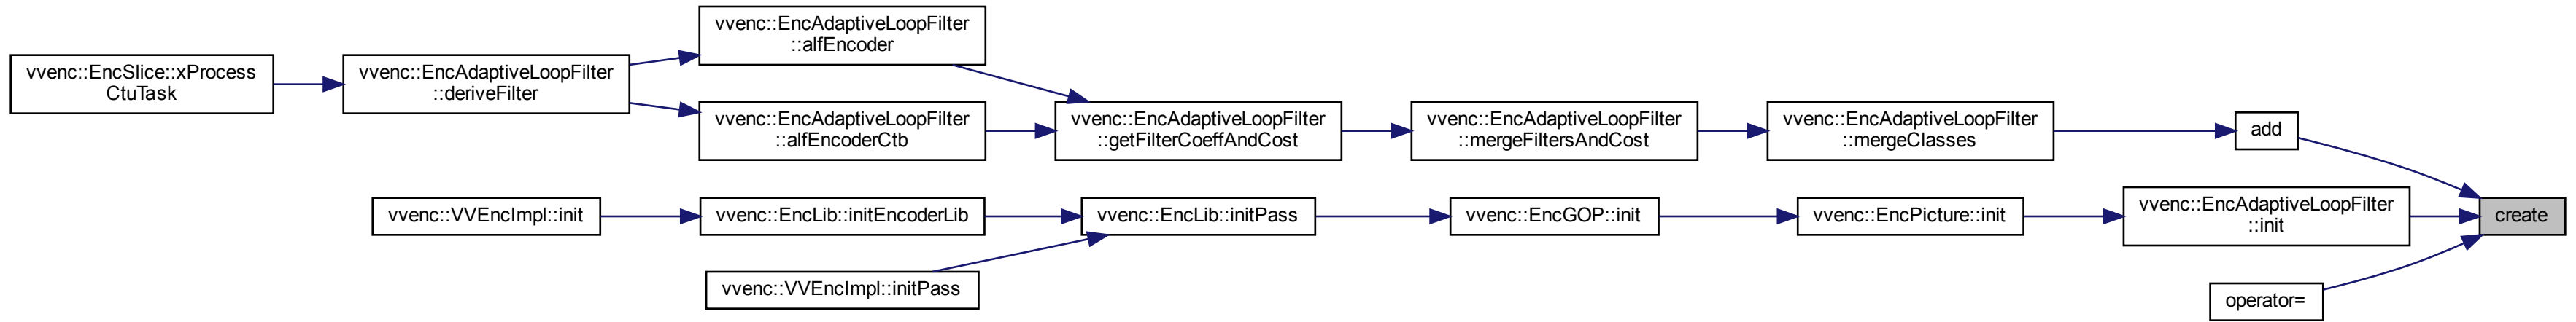 vvenc::EncSlice::xProcess
CtuTask
vvenc::EncAdaptiveLoopFilter
::deriveFilter
vvenc::EncAdaptiveLoopFilter
::alfEncoder
vvenc::EncAdaptiveLoopFilter
::alfEncoderCtb
vvenc::EncAdaptiveLoopFilter
::getFilterCoeffAndCost
vvenc::EncAdaptiveLoopFilter
::mergeFiltersAndCost
vvenc::EncAdaptiveLoopFilter
::mergeClasses
add
vvenc::VVEncImpl::init
vvenc::EncLib::initEncoderLib
vvenc::EncLib::initPass
vvenc::EncGOP::init
vvenc::EncPicture::init
vvenc::EncAdaptiveLoopFilter
::init
create
vvenc::VVEncImpl::initPass
operator=